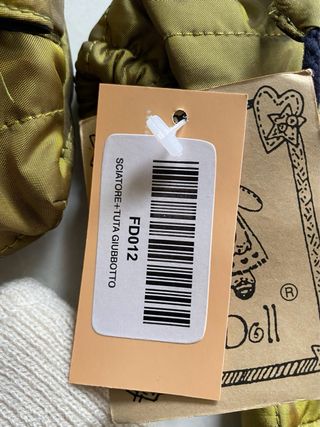 FD012
SCIATORE+TUTA GIUBBOTTO
Doll
®